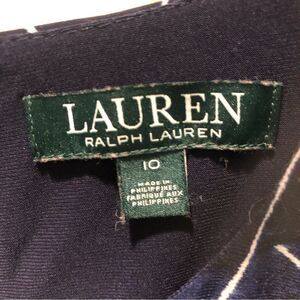 LAUREN
RALPH LAUREN
10
MADE IN
PHILIPPINES
FABRIQUÉ AUX
PHILIPPINES